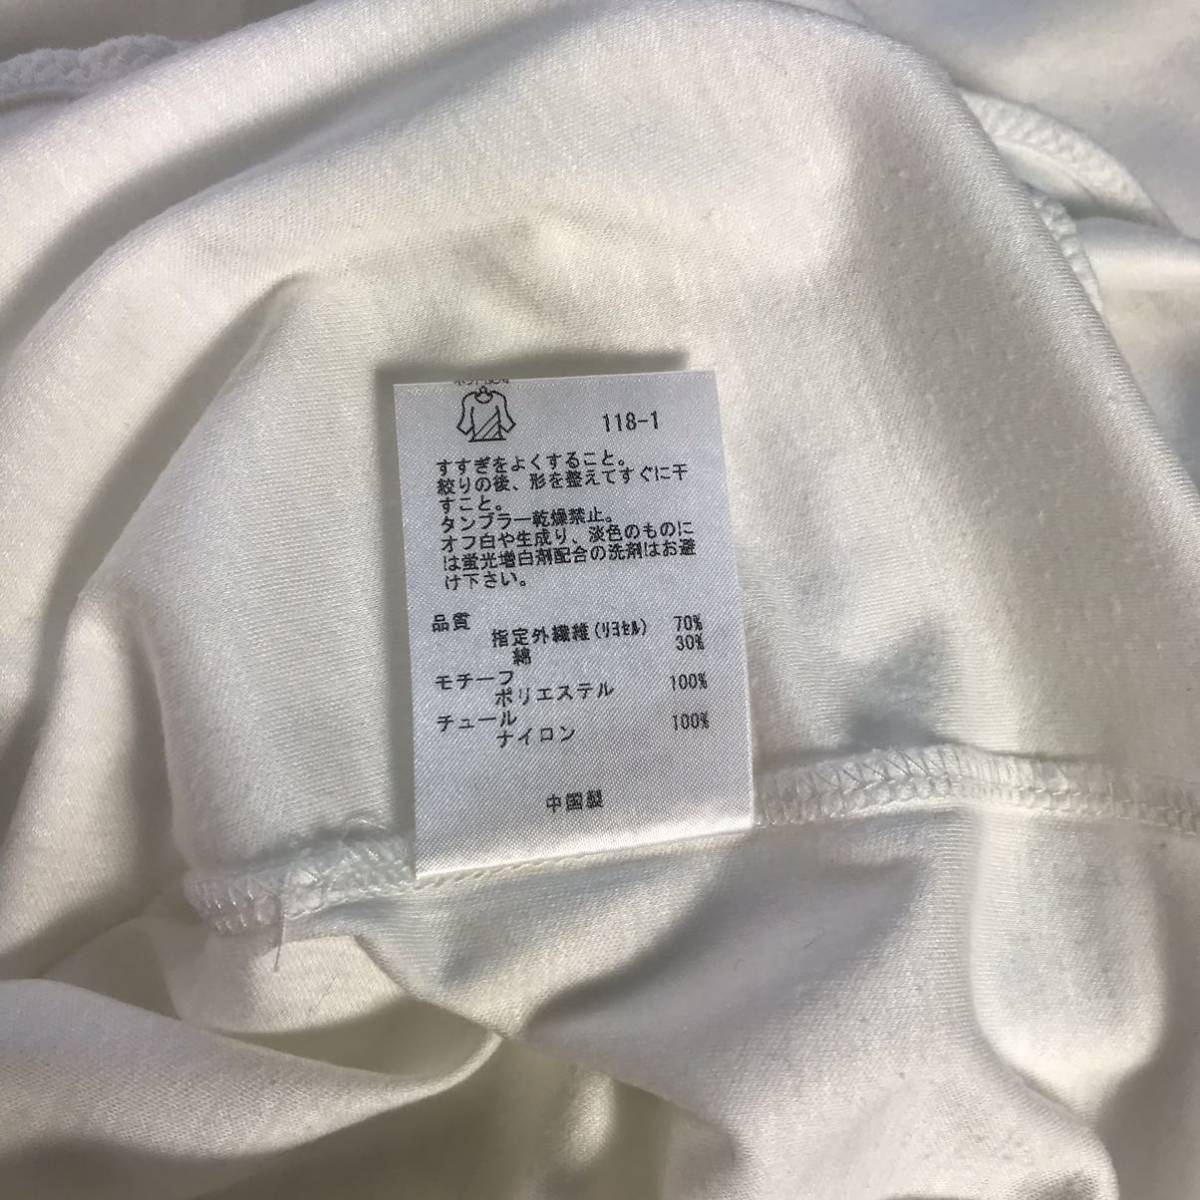 118-1
すすぎをよくすること。
絞りの後、形を整えてすぐに干
すこと。
タンブラー乾燥禁止。
オフ白や生成り、淡色のものに
は蛍光増白剤配合の洗剤はお避
け下さい。
品質
指定外繊維(リヨセル) 70%
綿 30%
モチーフ
ポリエステル 100%
チュール
ナイロン 100%
中国製